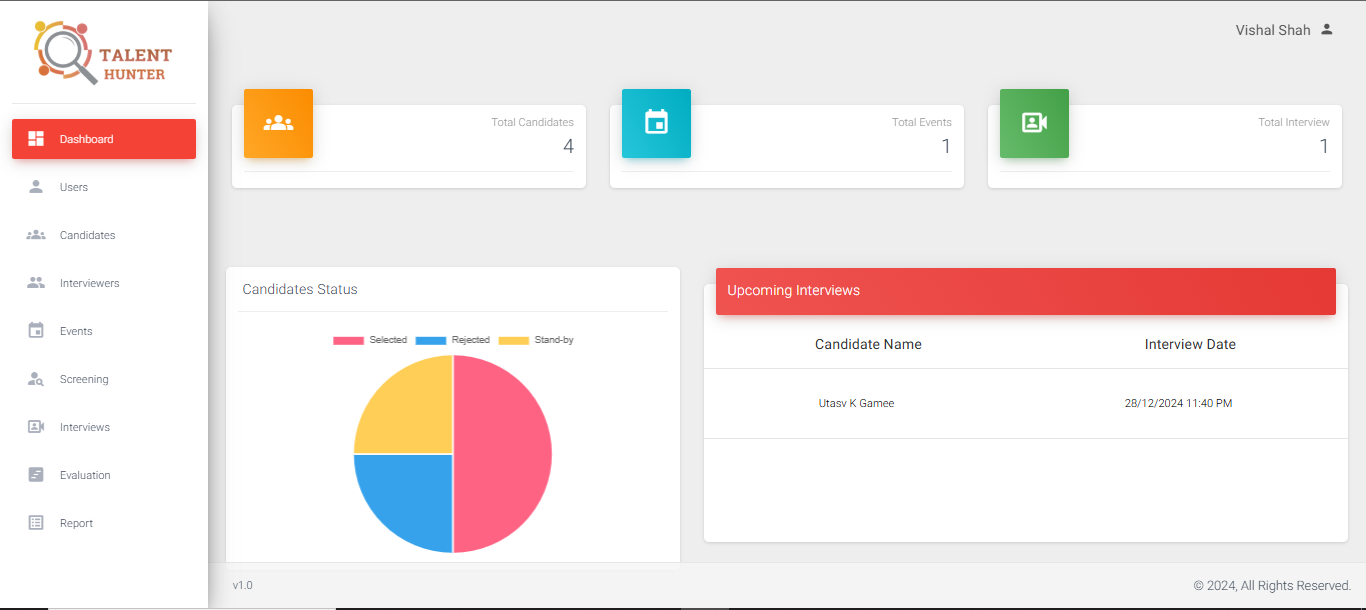 TALENT
HUNTER
Vishal Shah
Dashboard
Users
Candidates
Interviewers
Events
Screening
Interviews
Evaluation
Report
Total Candidates
4
Total Events
1
Total Interview
1
Candidates Status
Selected Rejected Stand-by
Upcoming Interviews
Candidate Name Interview Date
Utasv K Gamee 28/12/2024 11:40 PM
v1.0
© 2024, All Rights Reserved.